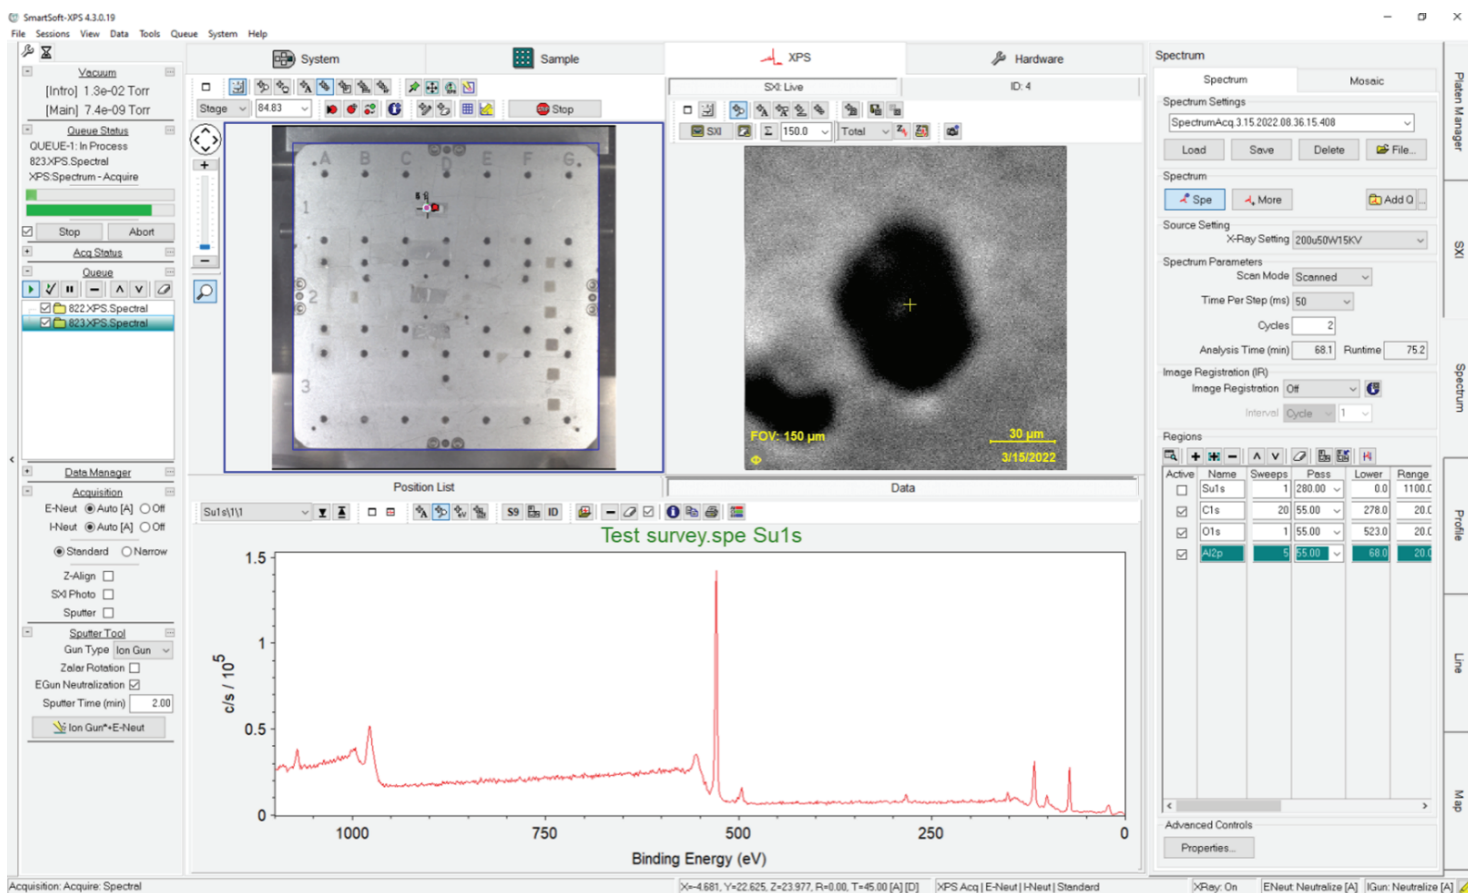 SmartSoft-XPS 4.3.0.19
File Sessions View Data Tools Queue System Help
Vacuum
[Intro] 1.3e-02 Torr
[Main] 7.4e-09 Torr
Queue Status
QUEUE-1: In Process
823.XPS.Spectral
XPS:Spectrum - Acquire
Stop Abort
Acq Status
Queue
822.XPS.Spectral
823.XPS.Spectral
Data Manager
Acquisition
E-Neut Auto [A] Off
I-Neut Auto [A] Off
Standard Narrow
Z-Align
SXI Photo
Sputter
Sputter Tool
Gun Type Ion Gun
Zalar Rotation
EGun Neutralization
Sputter Time (min) 2.00
Ion Gun*+E-Neut
System Sample XPS Hardware
Stage 84.83 Stop
A B C D E F G
1
2
3
SXI: Live ID: 4
SXI Σ 150.0 Total
FOV: 150 µm
30 µm
3/15/2022
Position List Data
Su1s\1\1 S9 ID
Test survey.spe Su1s
c/s / 10^5
1.5
1
0.5
0
1000 750 500 250 0
Binding Energy (eV)
Spectrum
Spectrum Mosaic
Spectrum Settings
SpectrumAcq.3.15.2022.08.36.15.408
Load Save Delete File...
Spectrum
Spe More Add Q ...
Source Setting
X-Ray Setting 200u50W15KV
Spectrum Parameters
Scan Mode Scanned
Time Per Step (ms) 50
Cycles 2
Analysis Time (min) 68.1 Runtime 75.2
Image Registration (IR)
Image Registration Off
Interval Cycle 1
Regions
Active Name Sweeps Pass Lower Range
Su1s 1 280.00 0.0 1100.0
C1s 20 55.00 278.0 20.0
O1s 1 55.00 523.0 20.0
Al2p 5 55.00 68.0 20.0
Advanced Controls
Properties...
Platen Manager
SXI
Spectrum
Profile
Line
Map
Acquisition: Acquire: Spectral
X=-4.681, Y=22.625, Z=23.977, R=0.00, T=45.00 [A] [D] XPS Acq | E-Neut | I-Neut | Standard XRay: On ENeut: Neutralize [A] IGun: Neutralize [A]